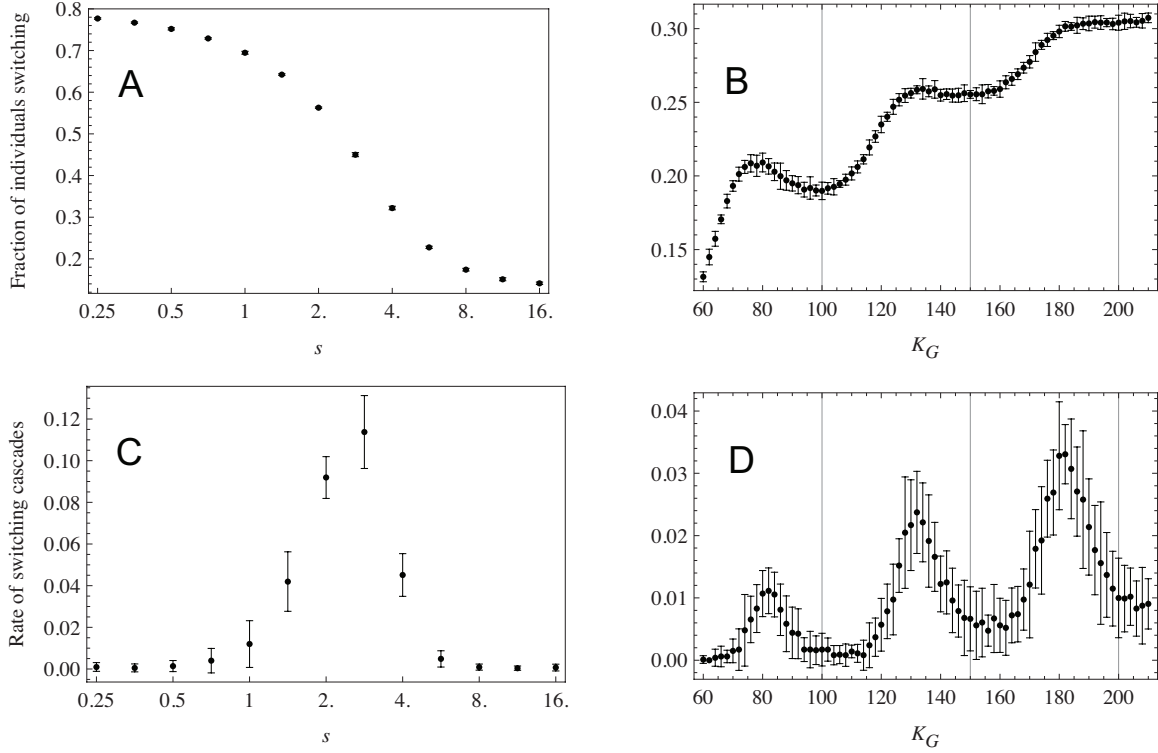 Fraction of individuals switching
0.8
0.7
0.6
0.5
0.4
0.3
0.2
A
0.25 0.5 1 2. 4. 8. 16.
s
0.30
0.25
0.20
0.15
B
60 80 100 120 140 160 180 200
K_G
Rate of switching cascades
0.12
0.10
0.08
0.06
0.04
0.02
0.00
C
0.25 0.5 1 2. 4. 8. 16.
s
0.04
0.03
0.02
0.01
0.00
D
60 80 100 120 140 160 180 200
K_G